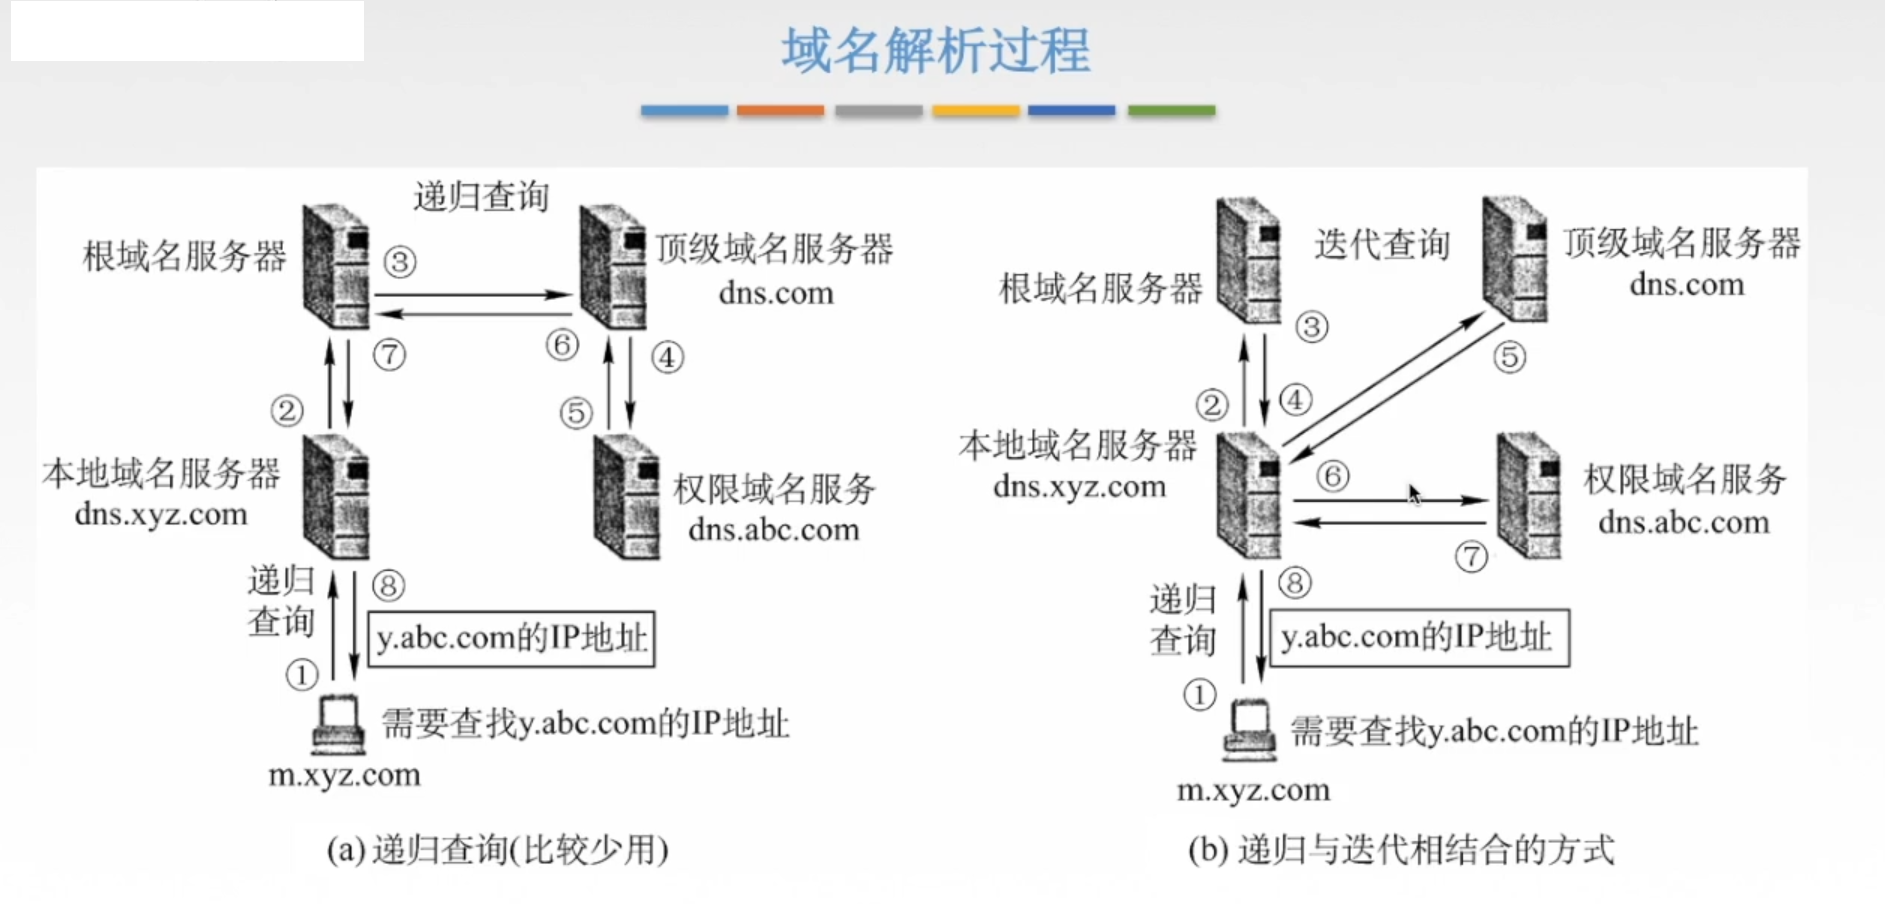 域名解析过程
递归查询
根域名服务器
顶级域名服务器
dns.com
③
⑥
⑦
④
②
⑤
本地域名服务器
dns.xyz.com
权限域名服务
dns.abc.com
递归
查询
⑧
y.abc.com的IP地址
①
需要查找y.abc.com的IP地址
m.xyz.com
(a) 递归查询(比较少用)
迭代查询
顶级域名服务器
dns.com
根域名服务器
③
⑤
②
④
本地域名服务器
dns.xyz.com
⑥
权限域名服务
dns.abc.com
⑦
递归
查询
⑧
y.abc.com的IP地址
①
需要查找y.abc.com的IP地址
m.xyz.com
(b) 递归与迭代相结合的方式